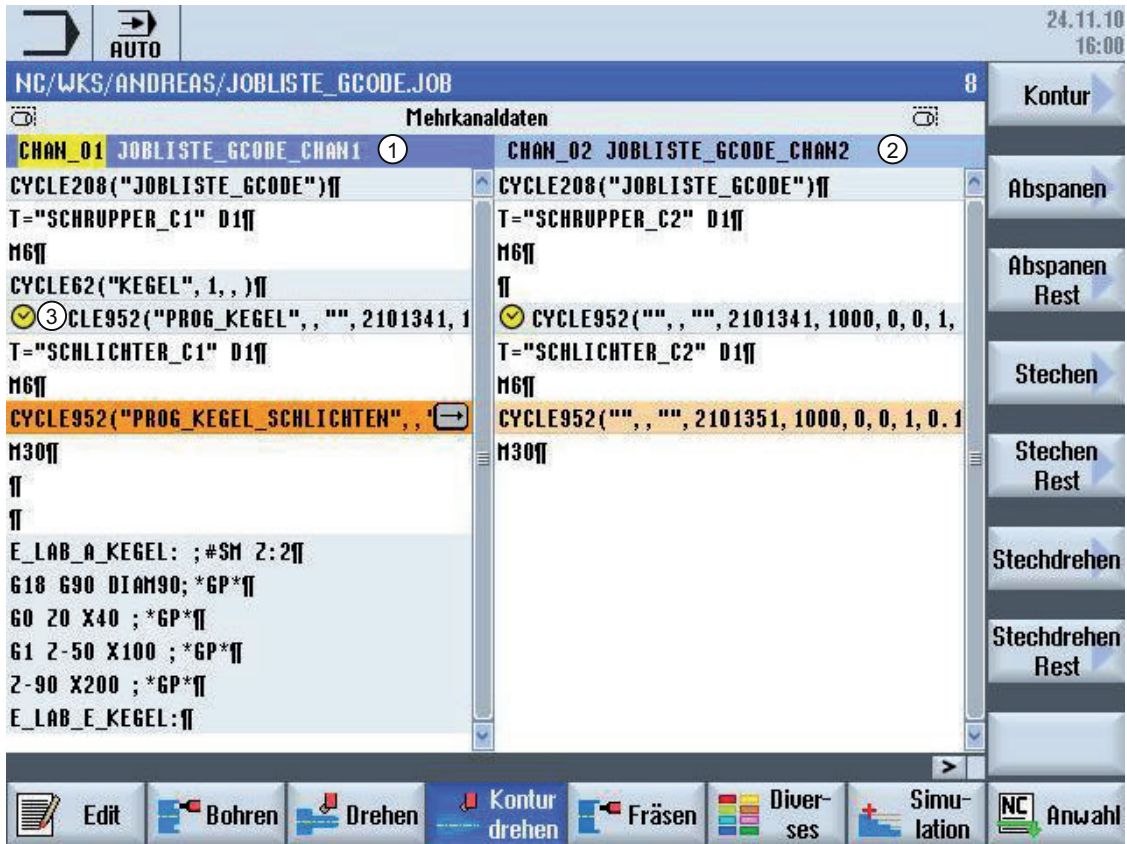 24.11.10
16:00
AUTO
NC/WKS/ANDREAS/JOBLISTE_GCODE.JOB 8
Mehrkanaldaten
CHAN_01 JOBLISTE_GCODE_CHAN1 1
CYCLE208("JOBLISTE_GCODE")¶
T="SCHRUPPER_C1" D1¶
M6¶
CYCLE62("KEGEL",1,,)¶
3 CLE952("PROG_KEGEL",,"",2101341,1
T="SCHLICHTER_C1" D1¶
M6¶
CYCLE952("PROG_KEGEL_SCHLICHTEN",,"
M30¶
¶
¶
E_LAB_A_KEGEL: ;#SM Z:2¶
G18 G90 DIAM90;*GP*¶
G0 Z0 X40 ;*GP*¶
G1 Z-50 X100 ;*GP*¶
Z-90 X200 ;*GP*¶
E_LAB_E_KEGEL:¶
CHAN_02 JOBLISTE_GCODE_CHAN2 2
CYCLE208("JOBLISTE_GCODE")¶
T="SCHRUPPER_C2" D1¶
M6¶
¶
CYCLE952("",,"",2101341,1000,0,0,1,
T="SCHLICHTER_C2" D1¶
M6¶
CYCLE952("",,"",2101351,1000,0,0,1,0.1
M30¶
Kontur
Abspanen
Abspanen
Rest
Stechen
Stechen
Rest
Stechdrehen
Stechdrehen
Rest
Edit
Bohren
Drehen
Kontur
drehen
Fräsen
Diver-
ses
Simu-
lation
NC Anwahl